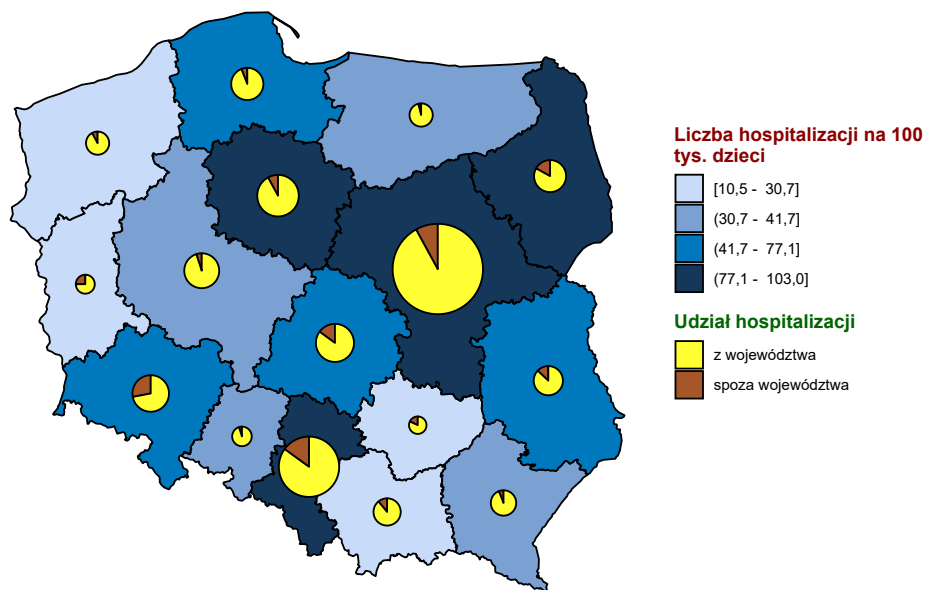 Liczba hospitalizacji na 100
tys. dzieci
[10,5 - 30,7]
(30,7 - 41,7]
(41,7 - 77,1]
(77,1 - 103,0]
Udział hospitalizacji
z województwa
spoza województwa